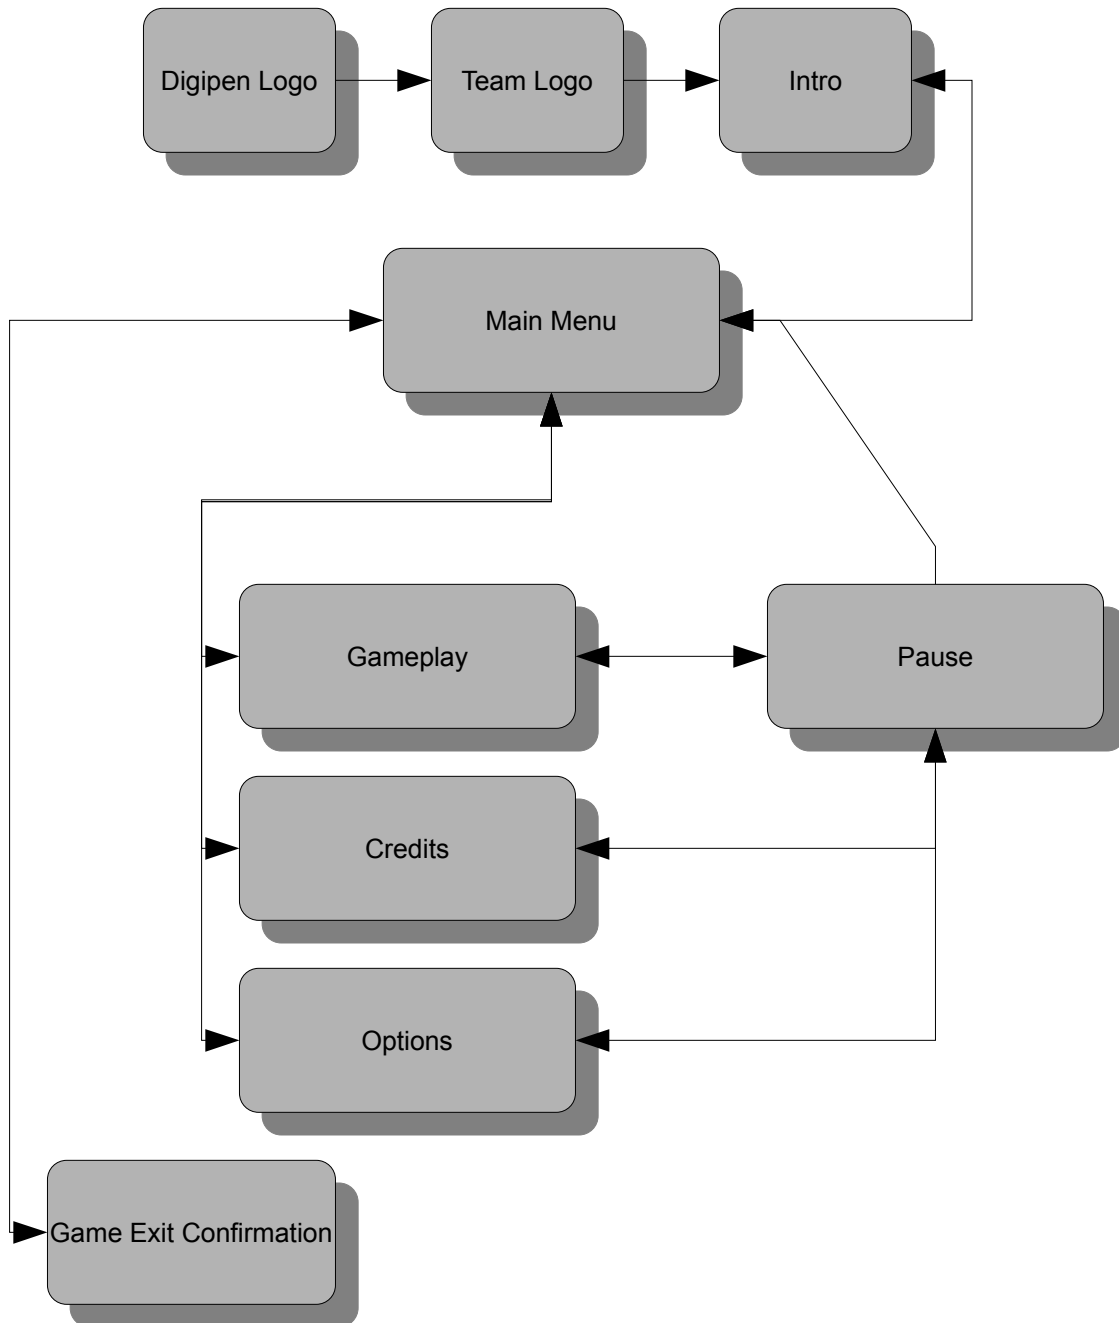 Digipen Logo
Team Logo
Intro
Main Menu
Gameplay
Pause
Credits
Options
Game Exit Confirmation